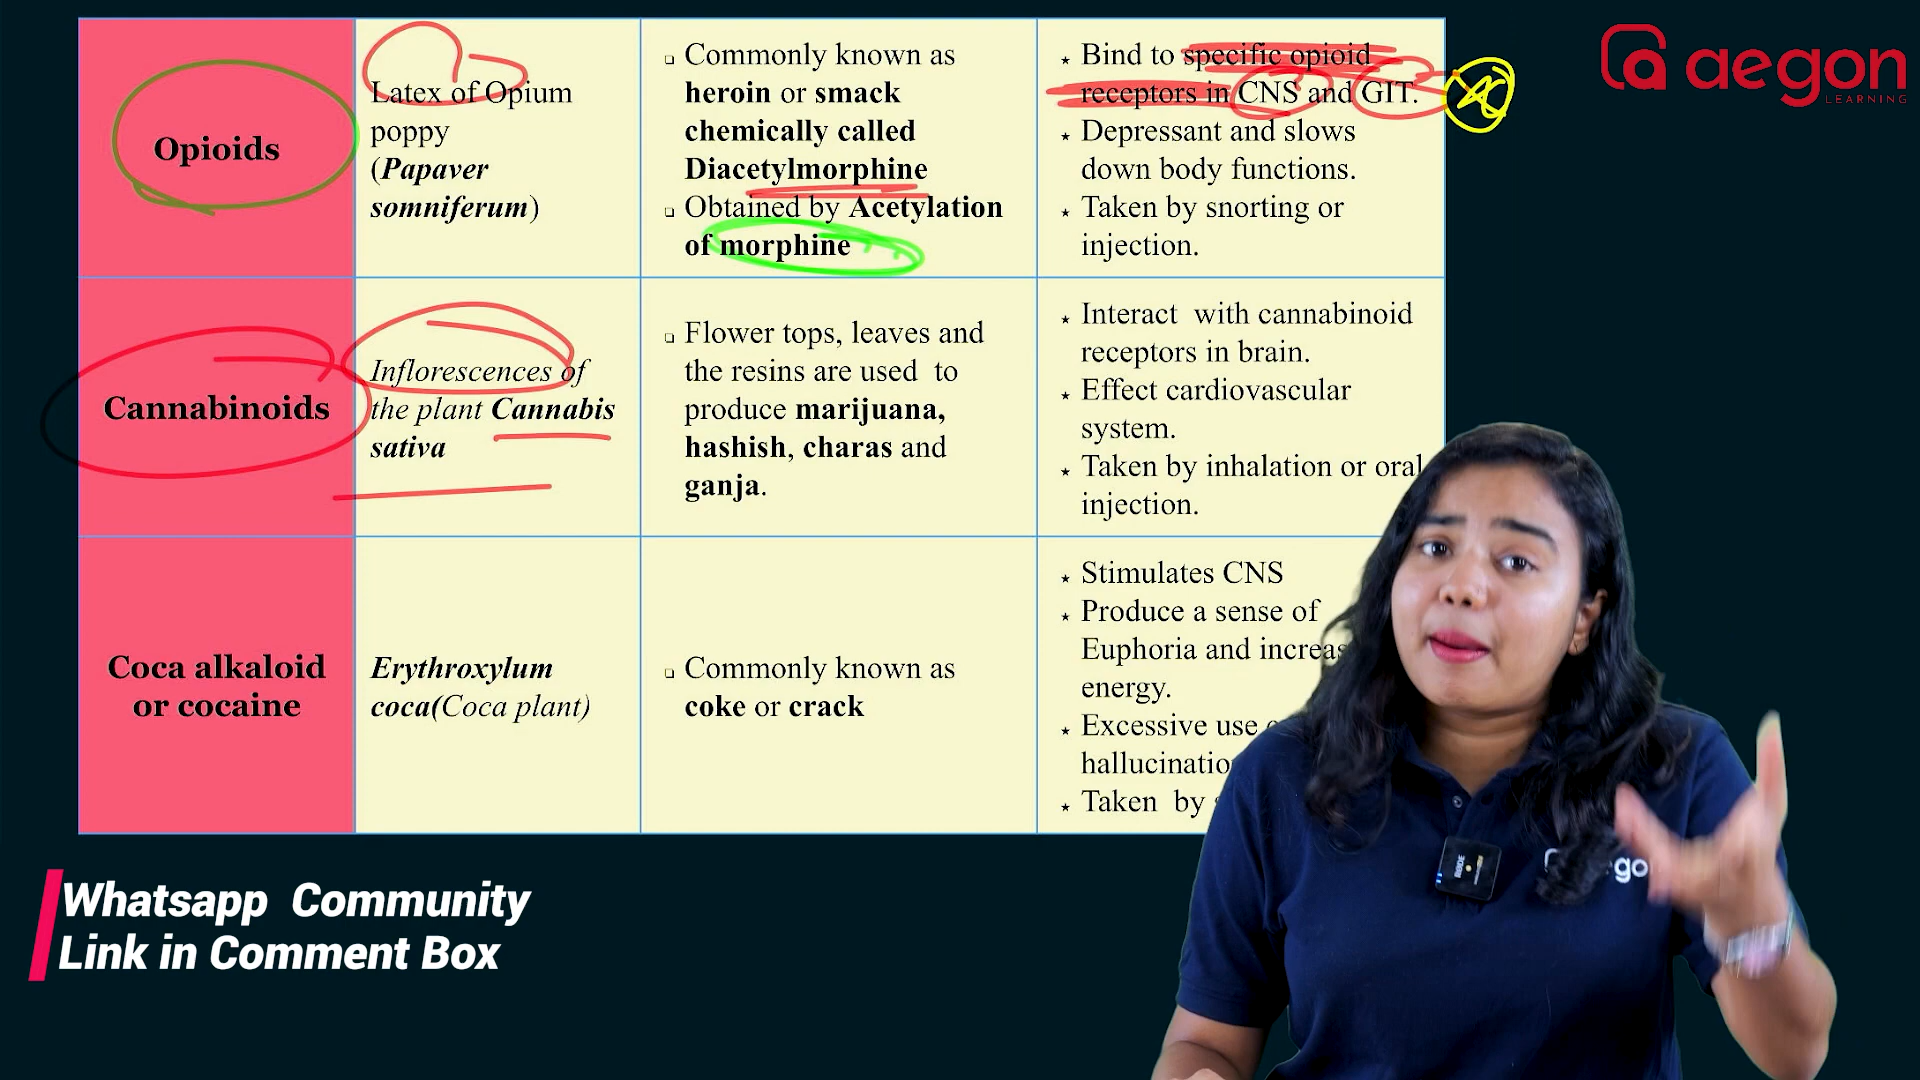 Opioids
Latex of Opium
poppy
(Papaver
somniferum)
❑ Commonly known as
heroin or smack
chemically called
Diacetylmorphine
❑ Obtained by Acetylation
of morphine
★ Bind to specific opioid
receptors in CNS and GIT.
★ Depressant and slows
down body functions.
★ Taken by snorting or
injection.
Cannabinoids
Inflorescences of
the plant Cannabis
sativa
❑ Flower tops, leaves and
the resins are used to
produce marijuana,
hashish, charas and
ganja.
★ Interact with cannabinoid
receptors in brain.
★ Effect cardiovascular
system.
★ Taken by inhalation or oral
injection.
Coca alkaloid
or cocaine
Erythroxylum
coca(Coca plant)
❑ Commonly known as
coke or crack
★ Stimulates CNS
★ Produce a sense of
Euphoria and increas
energy.
★ Excessive use
hallucinatio
★ Taken by
aegon
LEARNING
Whatsapp Community
Link in Comment Box
RODE
go